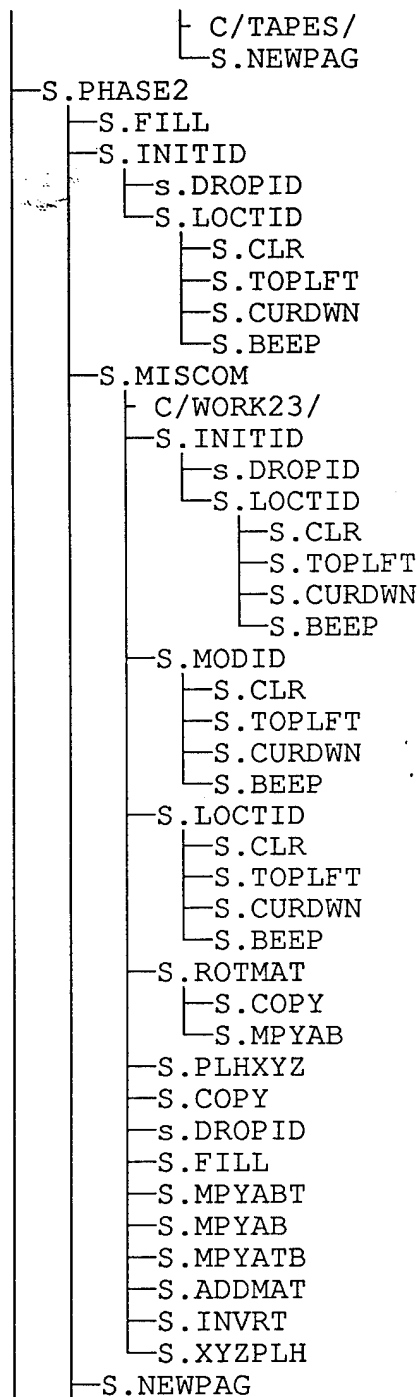 C/TAPES/
S.NEWPAG
S.PHASE2
S.FILL
S.INITID
s.DROPID
S.LOCTID
S.CLR
S.TOPLFT
S.CURDWN
S.BEEP
S.MISCOM
C/WORK23/
S.INITID
s.DROPID
S.LOCTID
S.CLR
S.TOPLFT
S.CURDWN
S.BEEP
S.MODID
S.CLR
S.TOPLFT
S.CURDWN
S.BEEP
S.LOCTID
S.CLR
S.TOPLFT
S.CURDWN
S.BEEP
S.ROTMAT
S.COPY
S.MPYAB
S.PLHXYZ
S.COPY
s.DROPID
S.FILL
S.MPYABT
S.MPYAB
S.MPYATB
S.ADDMAT
S.INVRT
S.XYZPLH
S.NEWPAG